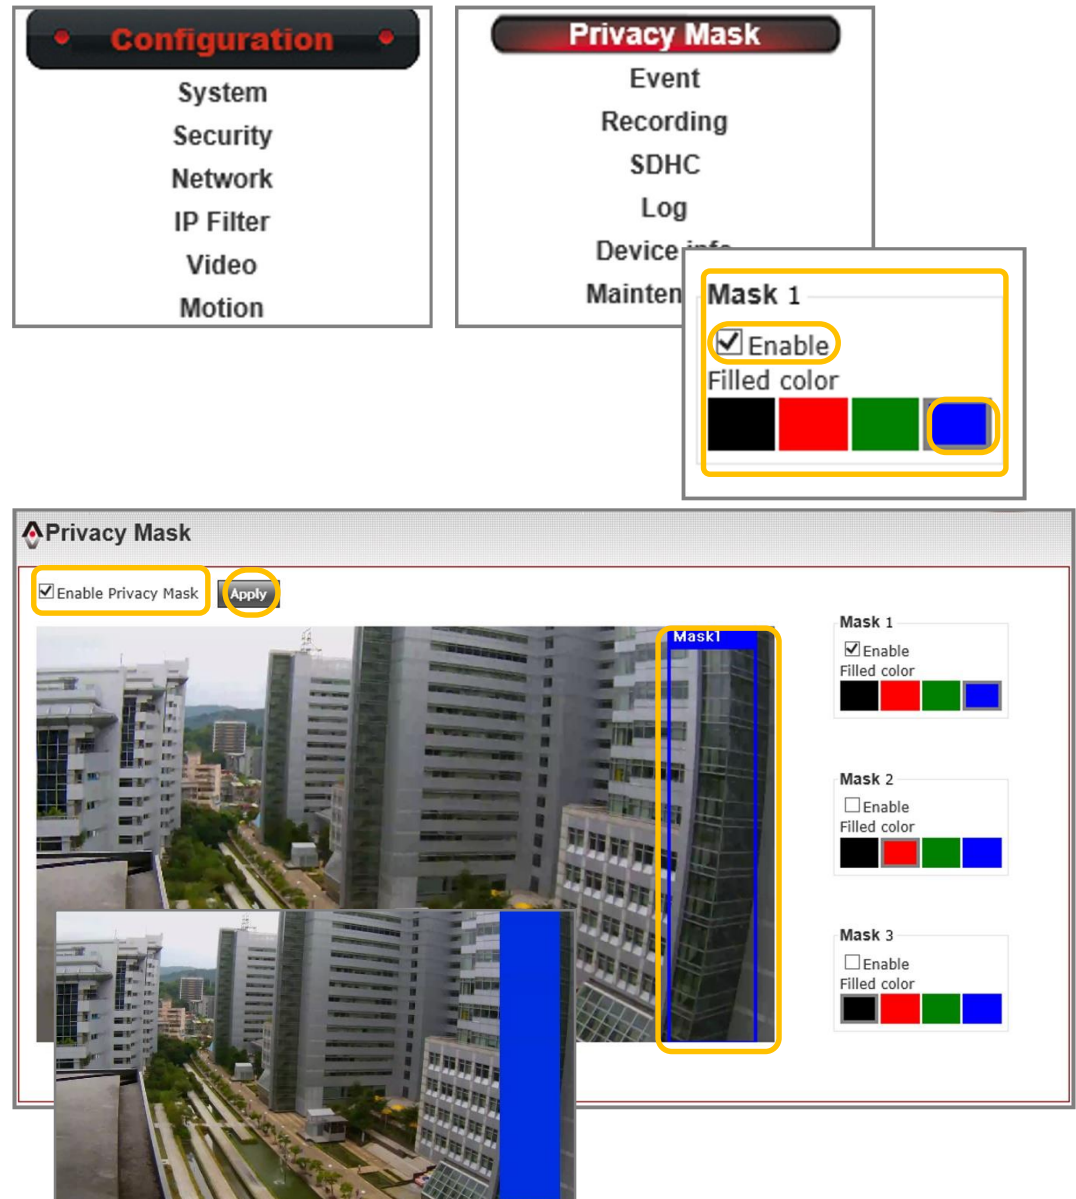 Configuration
System
Security
Network
IP Filter
Video
Motion
Privacy Mask
Event
Recording
SDHC
Log
Device
Mask 1
Enable
Filled color
Privacy Mask
Enable Privacy Mask
Apply
Mask1
Mask 1
Enable
Filled color
Mask 2
Enable
Filled color
Mask 3
Enable
Filled color